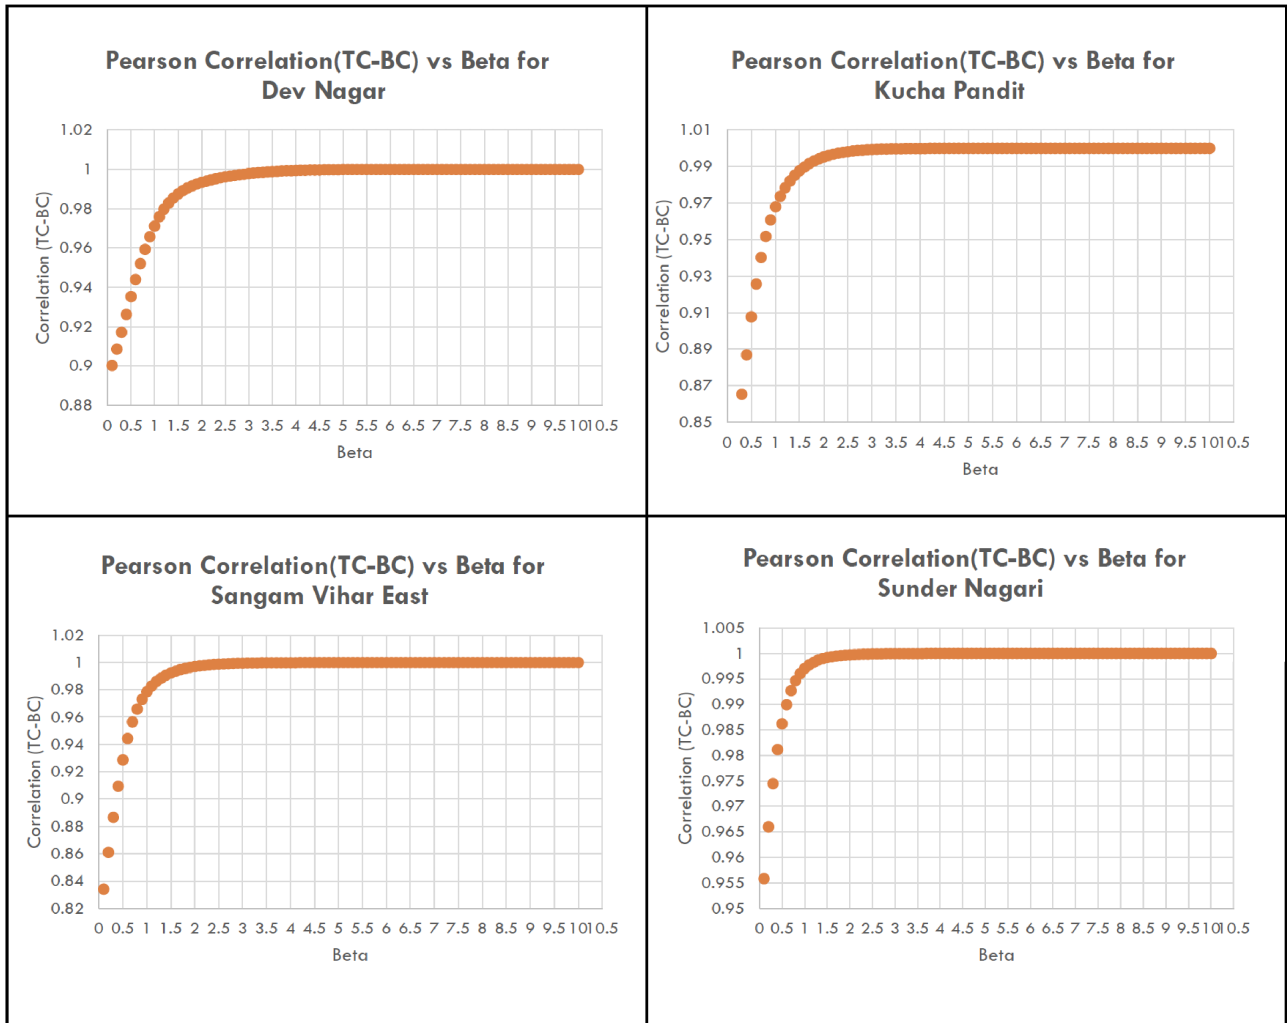 Pearson Correlation(TC-BC) vs Beta for
Dev Nagar
1.02
1
0.98
0.96
0.94
0.92
0.9
0.88
Correlation (TC-BC)
0 0.5 1 1.5 2 2.5 3 3.5 4 4.5 5 5.5 6 6.5 7 7.5 8 8.5 9 9.5 10 10.5
Beta
Pearson Correlation(TC-BC) vs Beta for
Kucha Pandit
1.01
0.99
0.97
0.95
0.93
0.91
0.89
0.87
0.85
Correlation (TC-BC)
0 0.5 1 1.5 2 2.5 3 3.5 4 4.5 5 5.5 6 6.5 7 7.5 8 8.5 9 9.5 10 10.5
Beta
Pearson Correlation(TC-BC) vs Beta for
Sangam Vihar East
1.02
1
0.98
0.96
0.94
0.92
0.9
0.88
0.86
0.84
0.82
Correlation (TC-BC)
0 0.5 1 1.5 2 2.5 3 3.5 4 4.5 5 5.5 6 6.5 7 7.5 8 8.5 9 9.5 10 10.5
Beta
Pearson Correlation(TC-BC) vs Beta for
Sunder Nagari
1.005
1
0.995
0.99
0.985
0.98
0.975
0.97
0.965
0.96
0.955
0.95
Correlation (TC-BC)
0 0.5 1 1.5 2 2.5 3 3.5 4 4.5 5 5.5 6 6.5 7 7.5 8 8.5 9 9.5 10 10.5
Beta